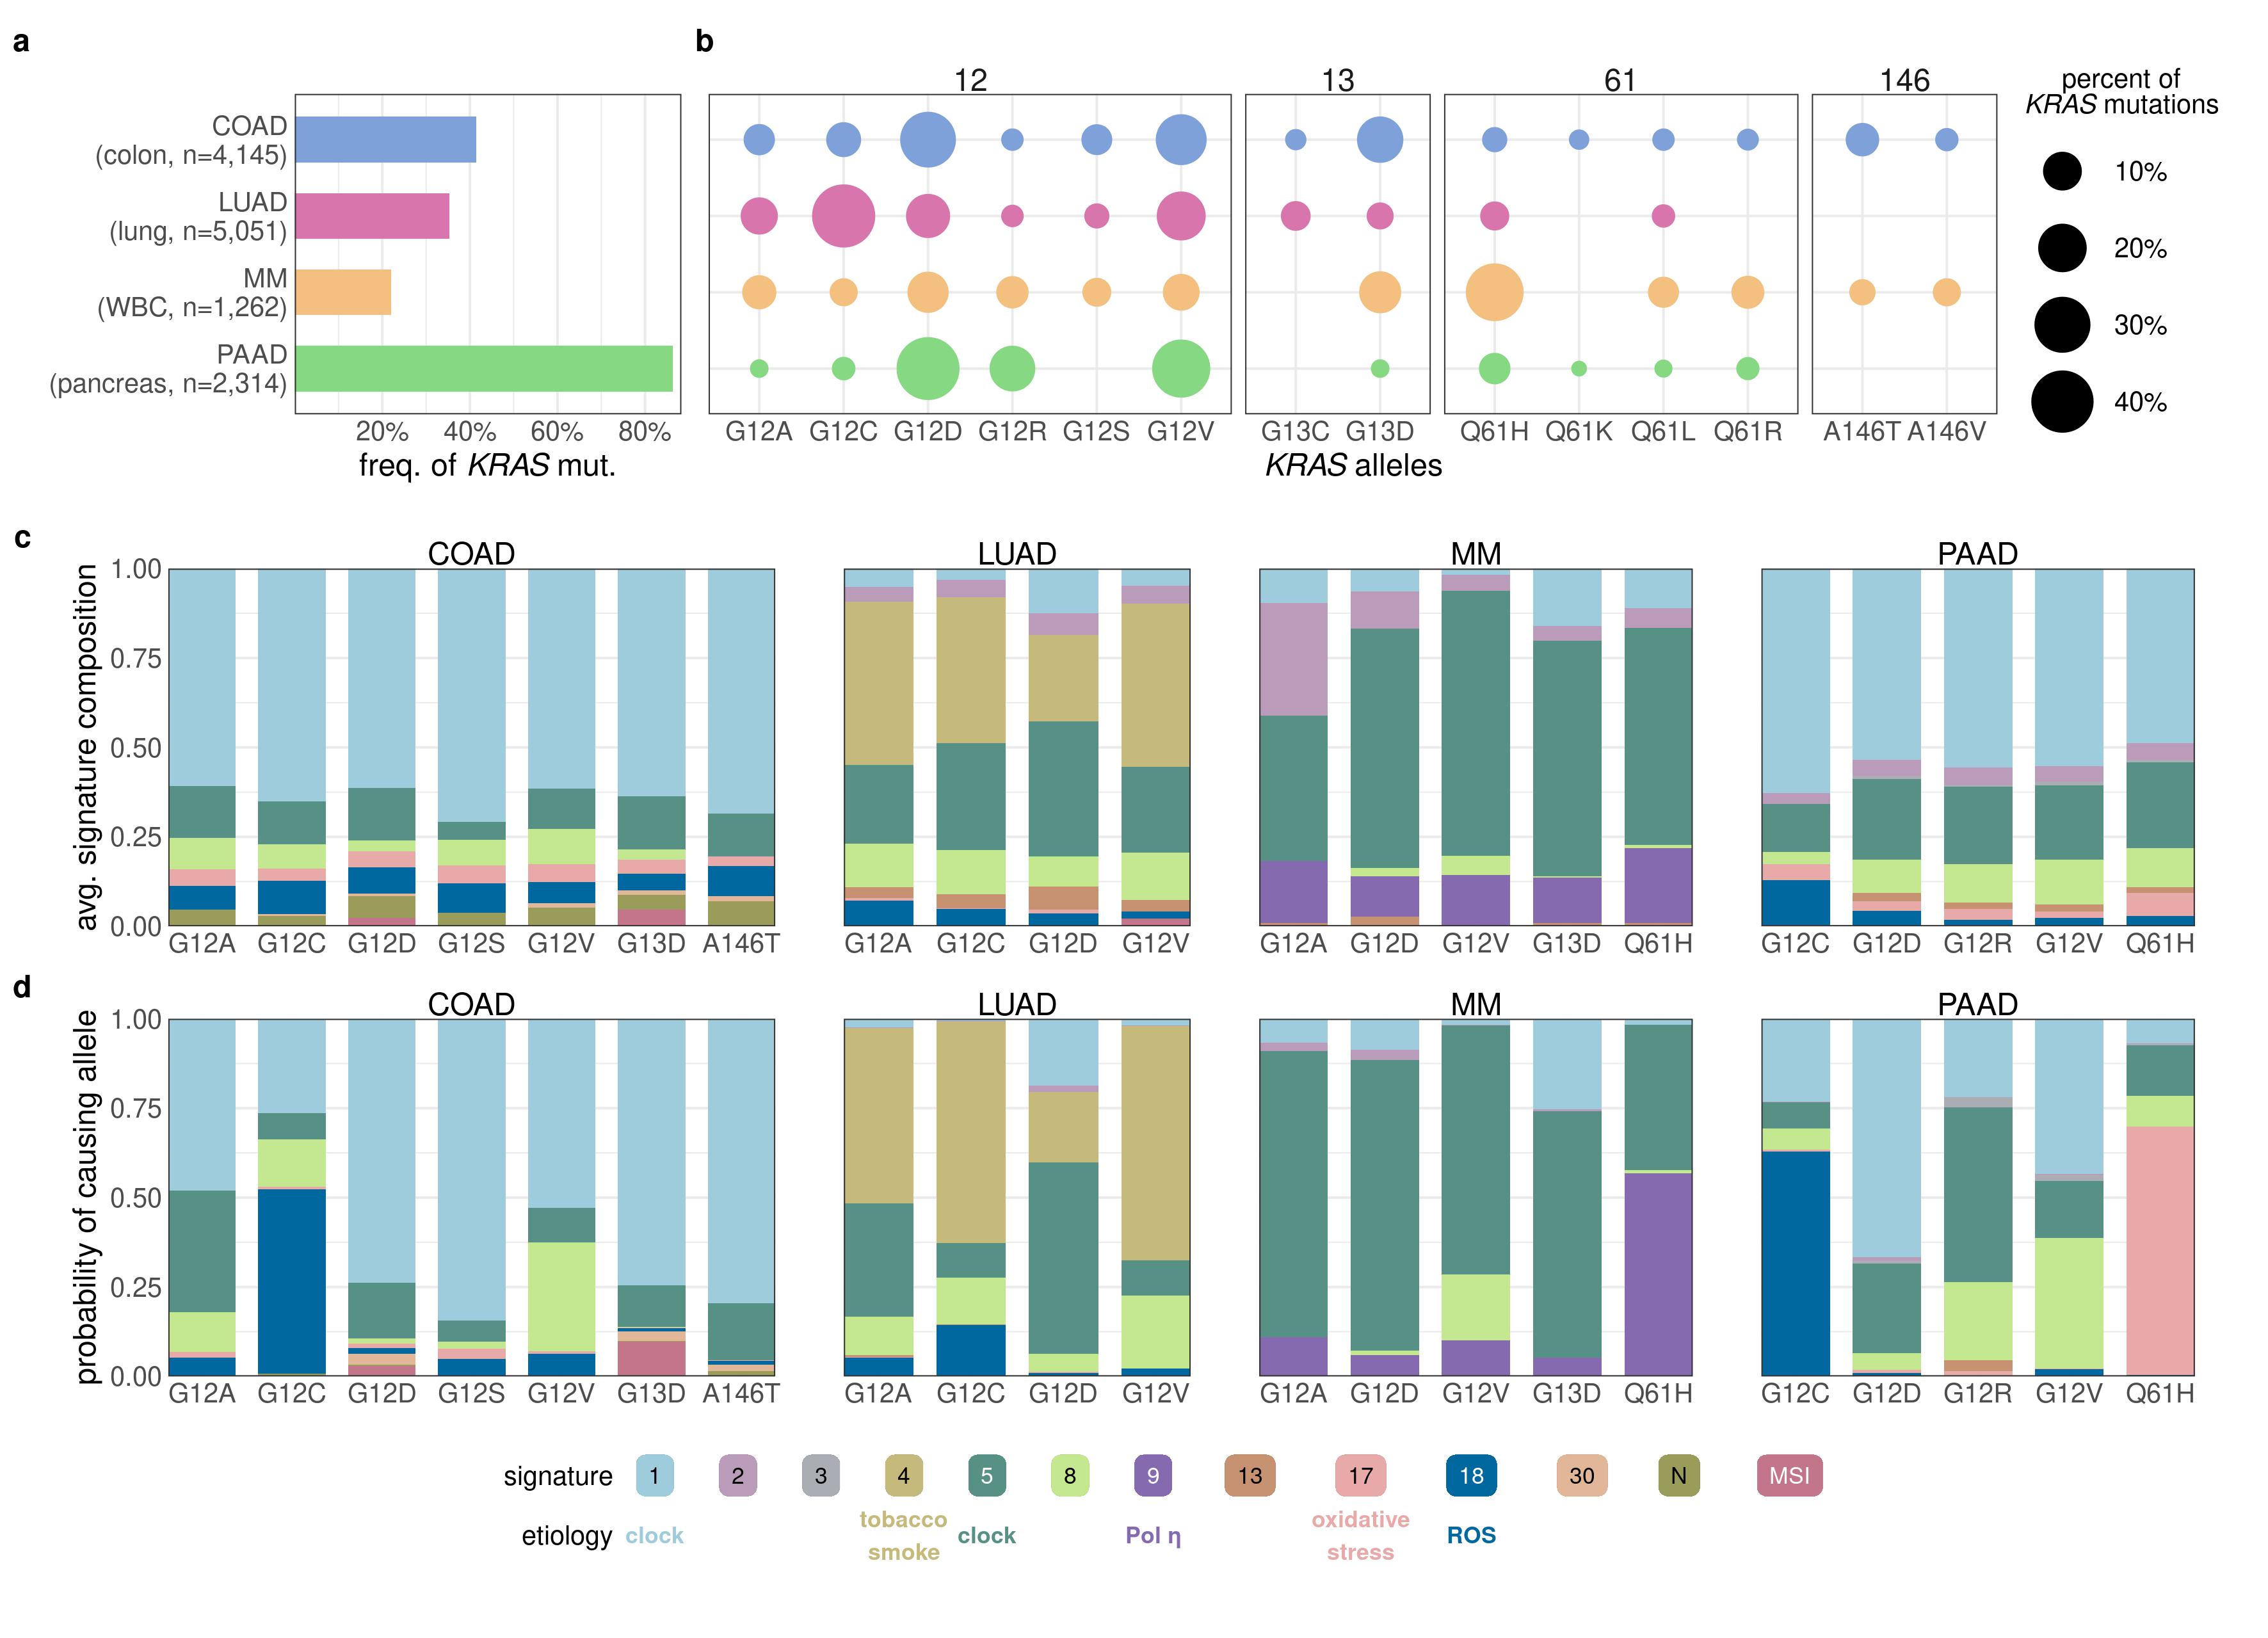 a
COAD
(colon, n=4,145)
LUAD
(lung, n=5,051)
MM
(WBC, n=1,262)
PAAD
(pancreas, n=2,314)
20% 40% 60% 80%
freq. of KRAS mut.
b
12 13 61 146
G12A G12C G12D G12R G12S G12V G13C G13D Q61H Q61K Q61L Q61R A146T A146V
KRAS alleles
percent of
KRAS mutations
10%
20%
30%
40%
c
COAD LUAD MM PAAD
avg. signature composition
1.00
0.75
0.50
0.25
0.00
G12A G12C G12D G12S G12V G13D A146T G12A G12C G12D G12V G12A G12D G12V G13D Q61H G12C G12D G12R G12V Q61H
d
COAD LUAD MM PAAD
probability of causing allele
1.00
0.75
0.50
0.25
0.00
G12A G12C G12D G12S G12V G13D A146T G12A G12C G12D G12V G12A G12D G12V G13D Q61H G12C G12D G12R G12V Q61H
signature 1 2 3 4 5 8 9 13 17 18 30 N MSI
etiology clock tobacco smoke clock Pol η oxidative stress ROS